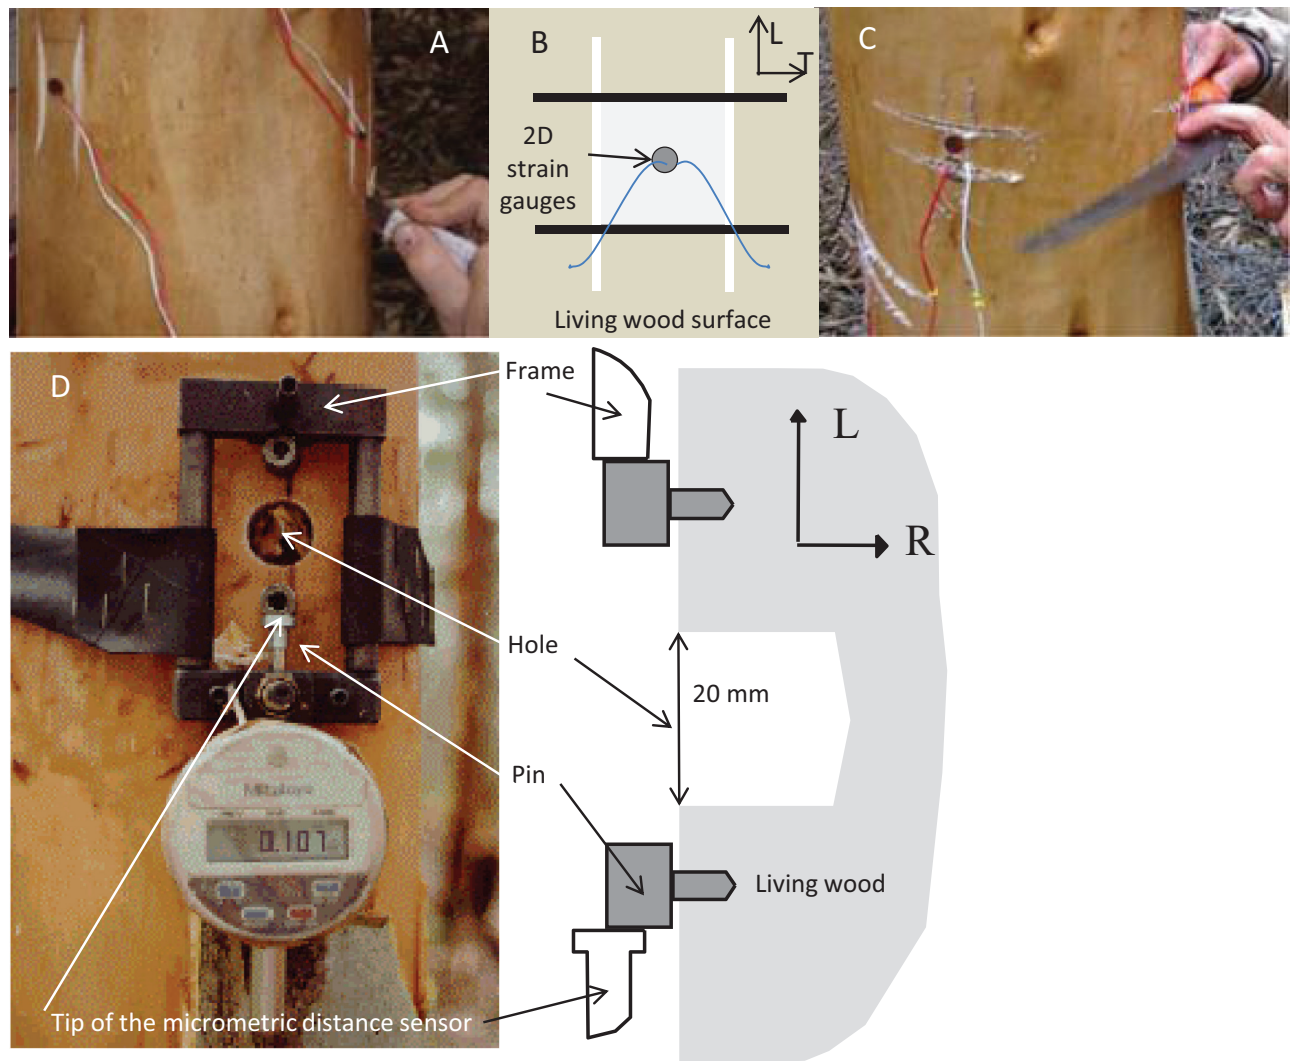 A
B
L
T
C
2D
strain
gauges
Living wood surface
D
Frame
L
R
Hole
20 mm
Pin
Mitutoyo
0.107
Living wood
Tip of the micrometric distance sensor